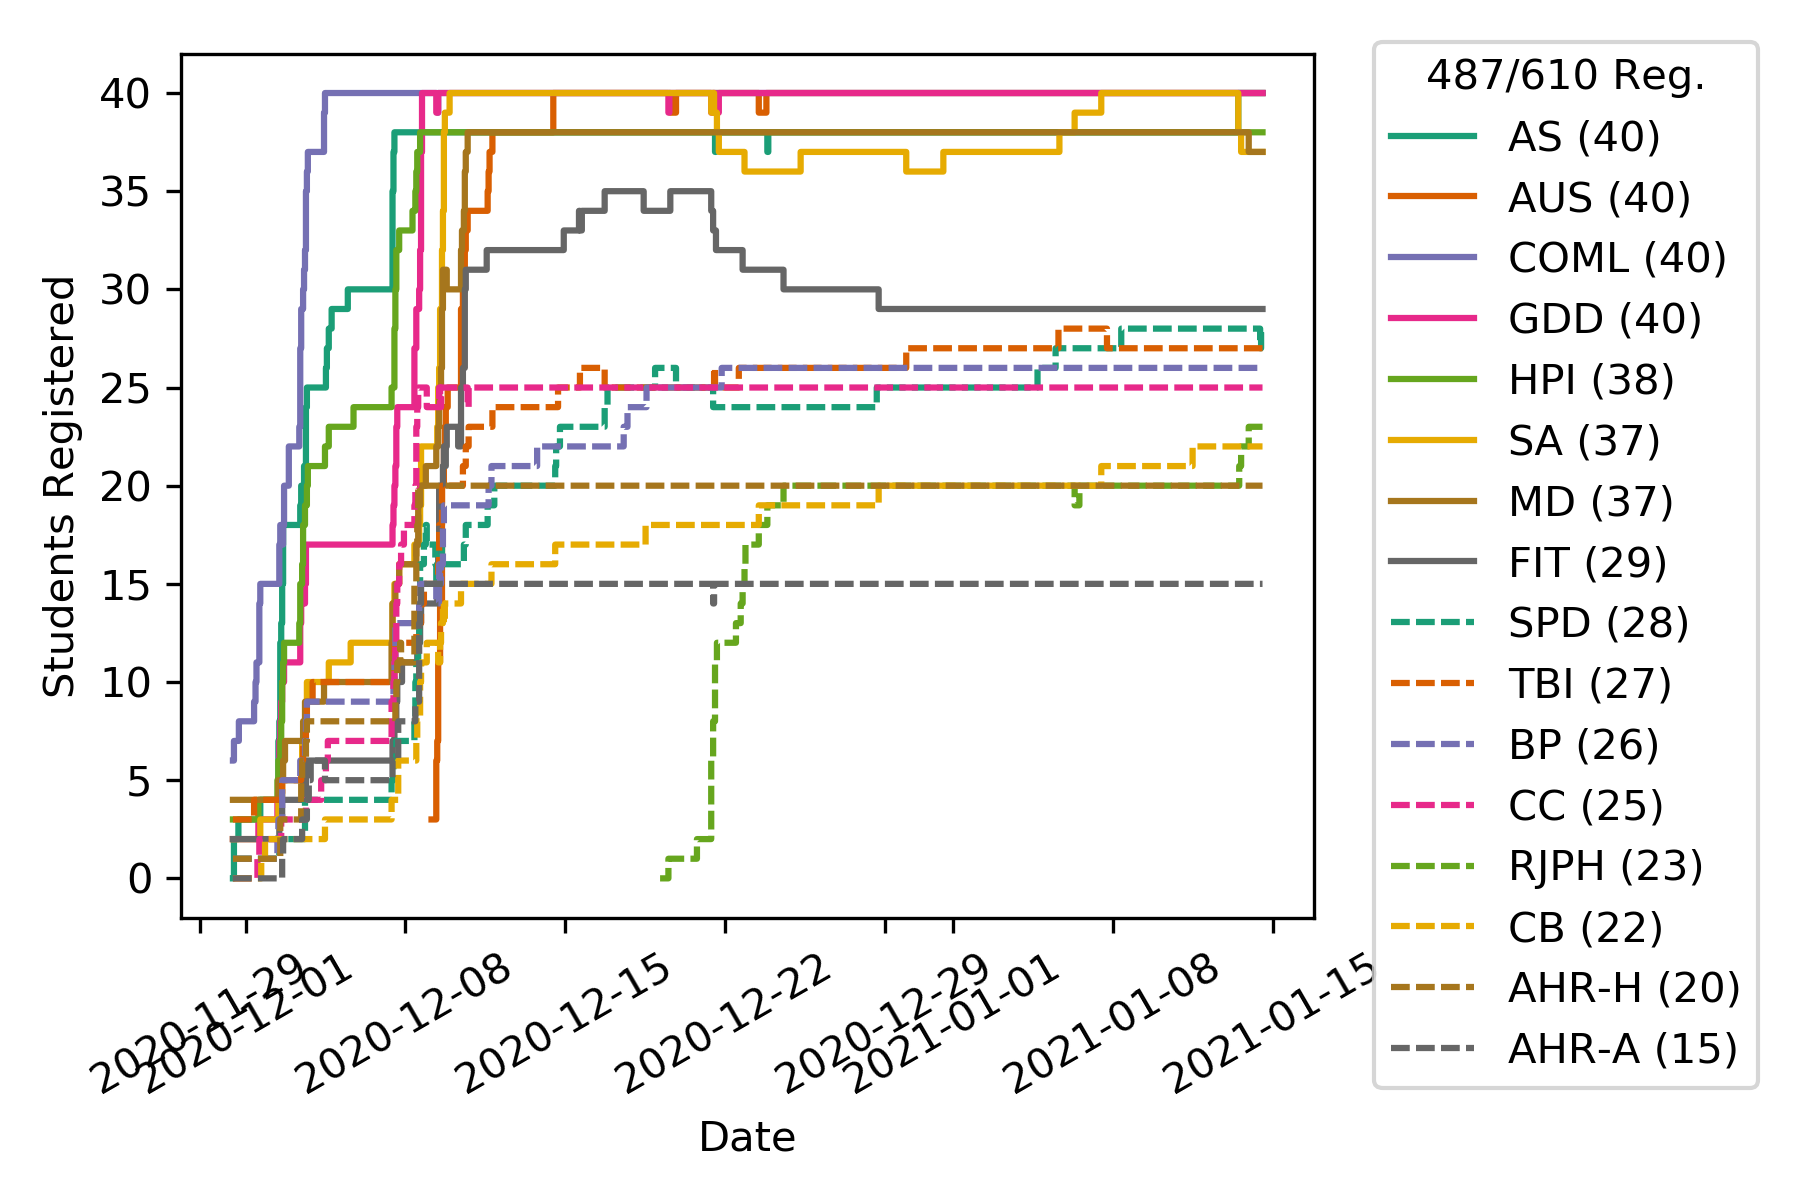 487/610 Reg.
AS (40)
AUS (40)
COML (40)
GDD (40)
HPI (38)
SA (37)
MD (37)
FIT (29)
SPD (28)
TBI (27)
BP (26)
CC (25)
RJPH (23)
CB (22)
AHR-H (20)
AHR-A (15)
Students Registered
40
35
30
25
20
15
10
5
0
2020-11-29
2020-12-01
2020-12-08
2020-12-15
2020-12-22
2020-12-29
2021-01-01
2021-01-08
2021-01-15
Date